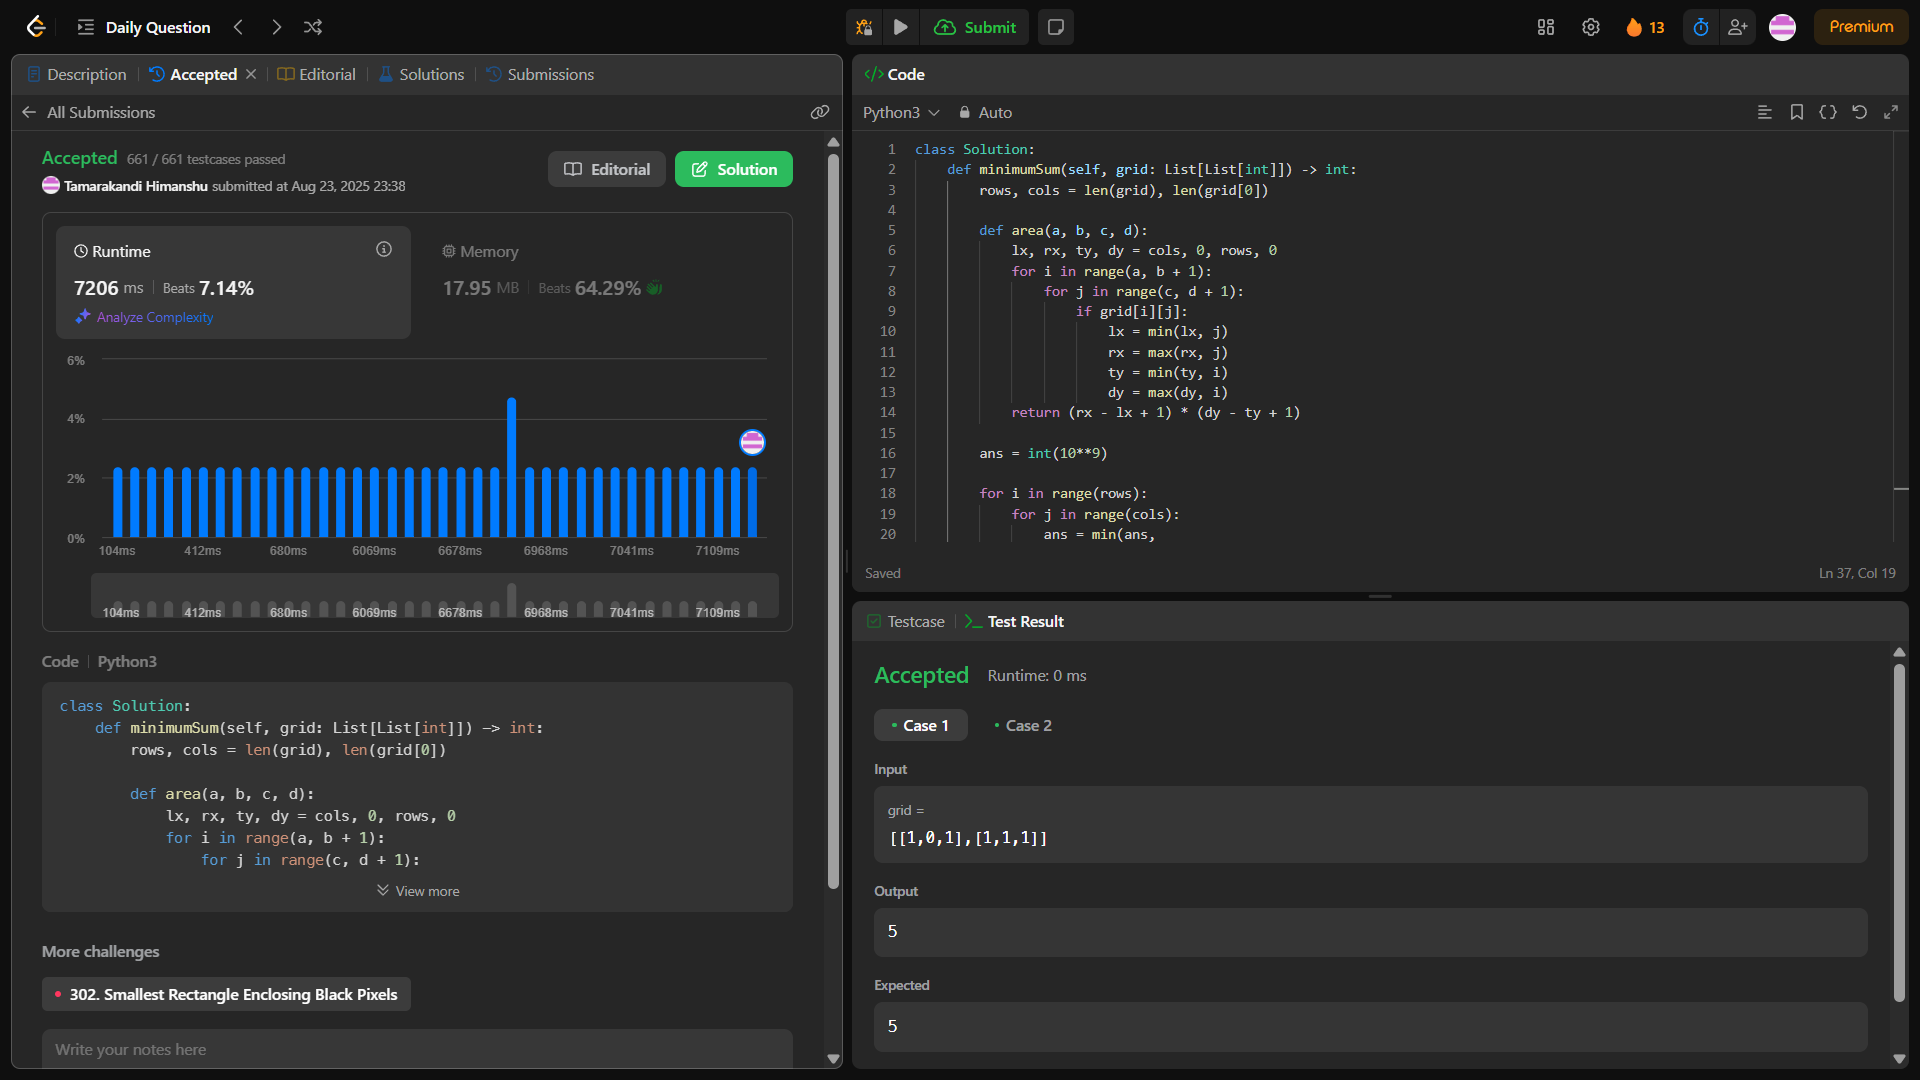 Daily Question
Submit
13
Premium
Description
Accepted
Editorial
Solutions
Submissions
All Submissions
Accepted 661 / 661 testcases passed
Tamarakandi Himanshu submitted at Aug 23, 2025 23:38
Editorial
Solution
Runtime
7206 ms Beats 7.14%
Analyze Complexity
Memory
17.95 MB Beats 64.29%
6%
4%
2%
0%
104ms 412ms 680ms 6069ms 6678ms 6968ms 7041ms 7109ms
104ms 412ms 680ms 6069ms 6678ms 6968ms 7041ms 7109ms
Code Python3
class Solution:
    def minimumSum(self, grid: List[List[int]]) -> int:
        rows, cols = len(grid), len(grid[0])

        def area(a, b, c, d):
            lx, rx, ty, dy = cols, 0, rows, 0
            for i in range(a, b + 1):
                for j in range(c, d + 1):
View more
More challenges
302. Smallest Rectangle Enclosing Black Pixels
Write your notes here
Code
Python3
Auto
1 class Solution:
2     def minimumSum(self, grid: List[List[int]]) -> int:
3         rows, cols = len(grid), len(grid[0])
4
5         def area(a, b, c, d):
6             lx, rx, ty, dy = cols, 0, rows, 0
7             for i in range(a, b + 1):
8                 for j in range(c, d + 1):
9                     if grid[i][j]:
10                         lx = min(lx, j)
11                         rx = max(rx, j)
12                         ty = min(ty, i)
13                         dy = max(dy, i)
14             return (rx - lx + 1) * (dy - ty + 1)
15
16         ans = int(10**9)
17
18         for i in range(rows):
19             for j in range(cols):
20                 ans = min(ans,
Saved
Ln 37, Col 19
Testcase
Test Result
Accepted Runtime: 0 ms
Case 1
Case 2
Input
grid =
[[1,0,1],[1,1,1]]
Output
5
Expected
5